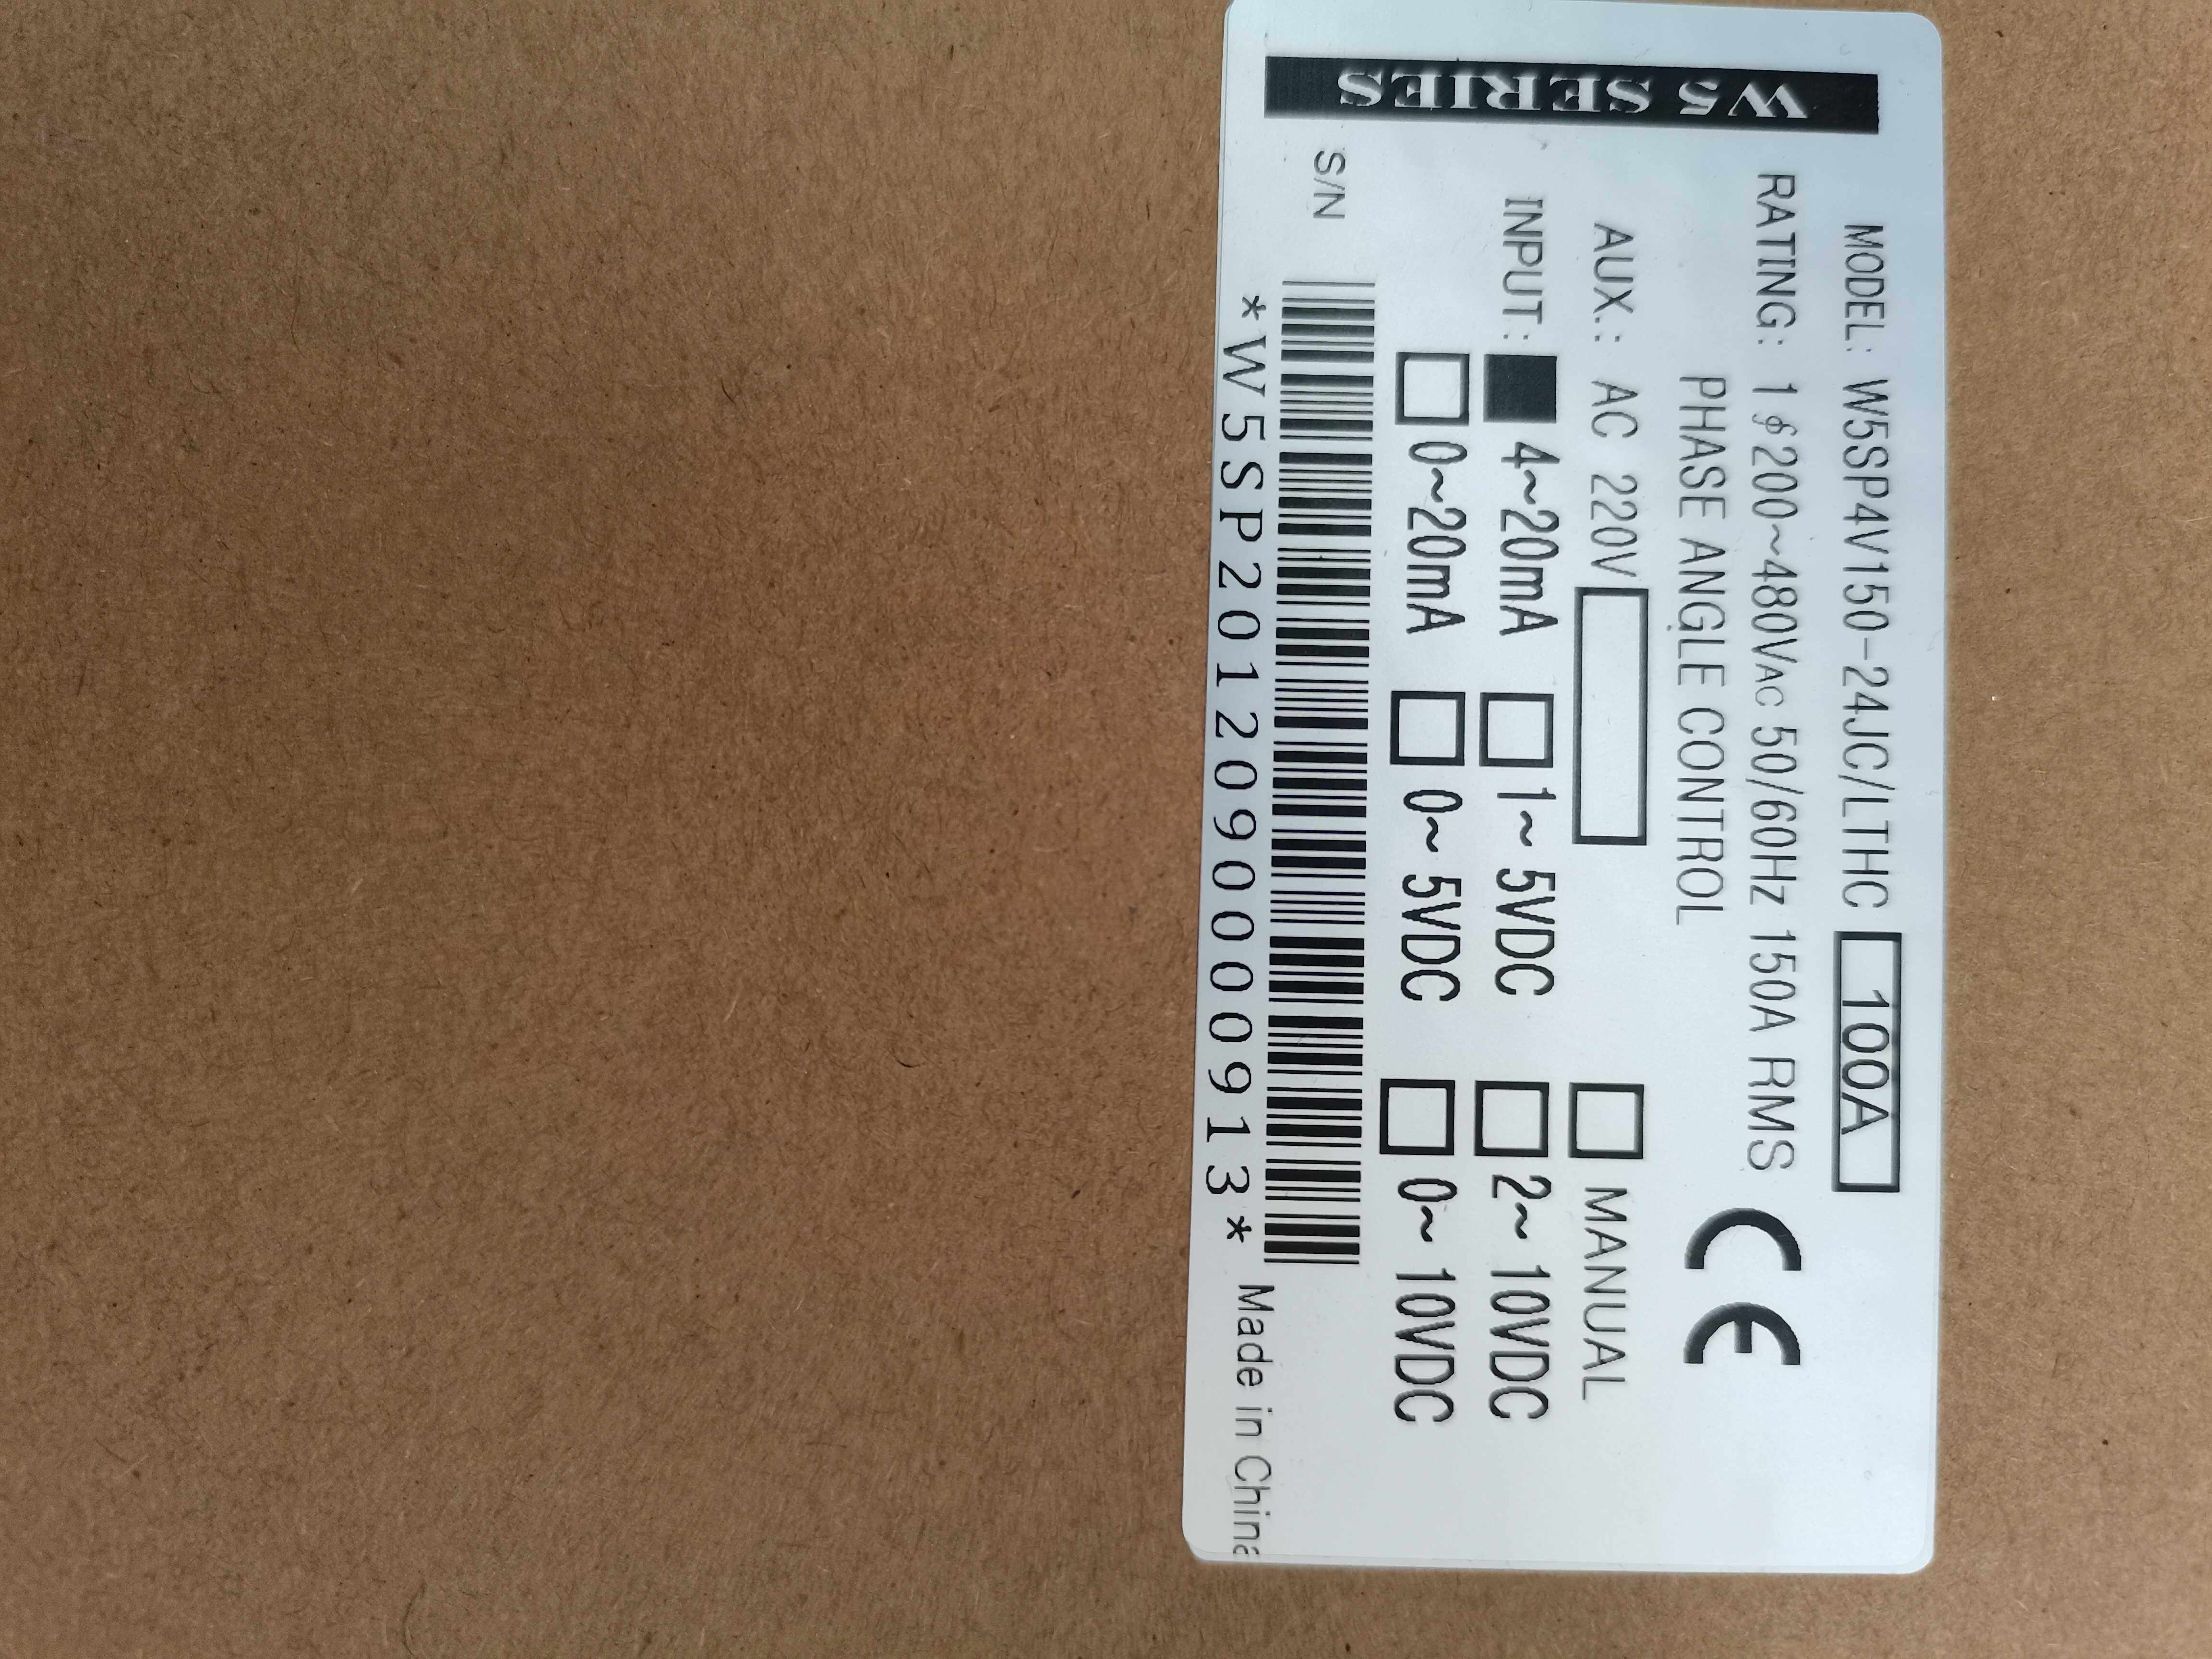 W5 SERIES
MODEL: W5SP4V150-24JC/LTHC 100A
RATING: 1∮200~480VAC 50/60Hz 150A RMS
PHASE ANGLE CONTROL
CE
AUX.: AC 220V MANUAL
INPUT: 4~20mA 1~ 5VDC 2~ 10VDC
0~20mA 0~ 5VDC 0~ 10VDC
S/N
*W5SP20120900000913* Made in China